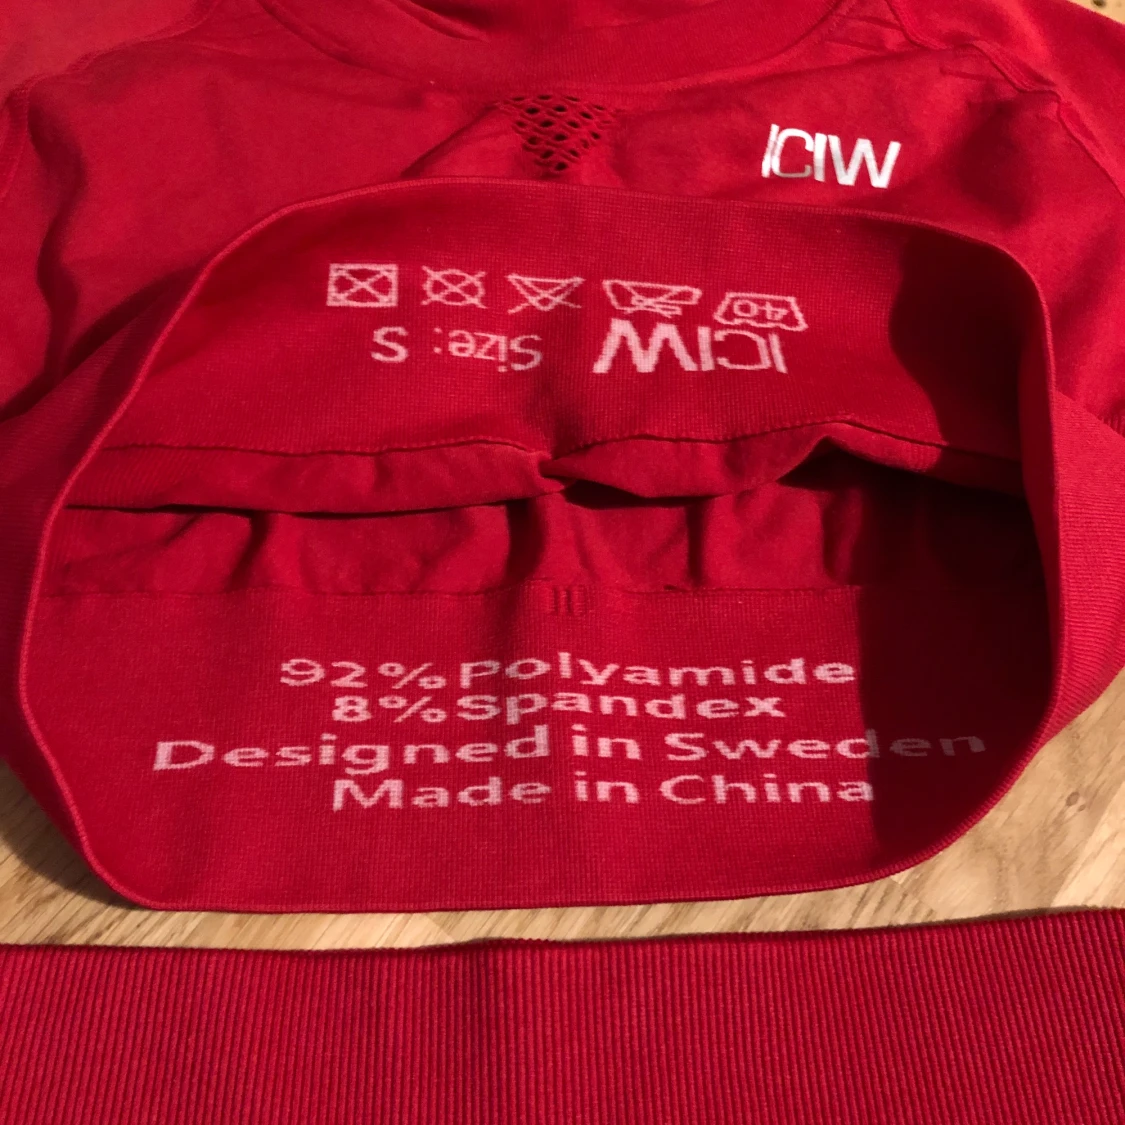 ICIW
40
ICIW Size: S
92% Polyamide
8% Spandex
Designed in Sweden
Made in China